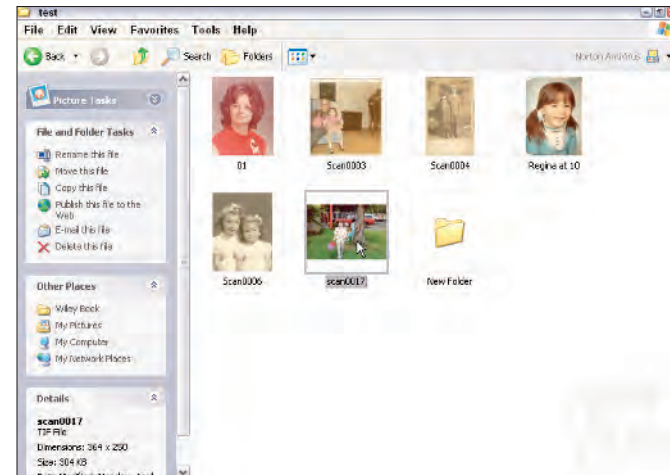 test
File Edit View Favorites Tools Help
Back Search Folders Norton AntiVirus
Picture Tasks
File and Folder Tasks
Rename this file
Move this file
Copy this file
Publish this file to the
Web
E-mail this file
Delete this file
Other Places
Wiley Book
My Pictures
My Computer
My Network Places
Details
scan0017
TIF File
Dimensions: 364 x 250
Size: 304 KB
01 Scan0003 Scan0004 Regina at 10
Scan0006 scan0017 New Folder